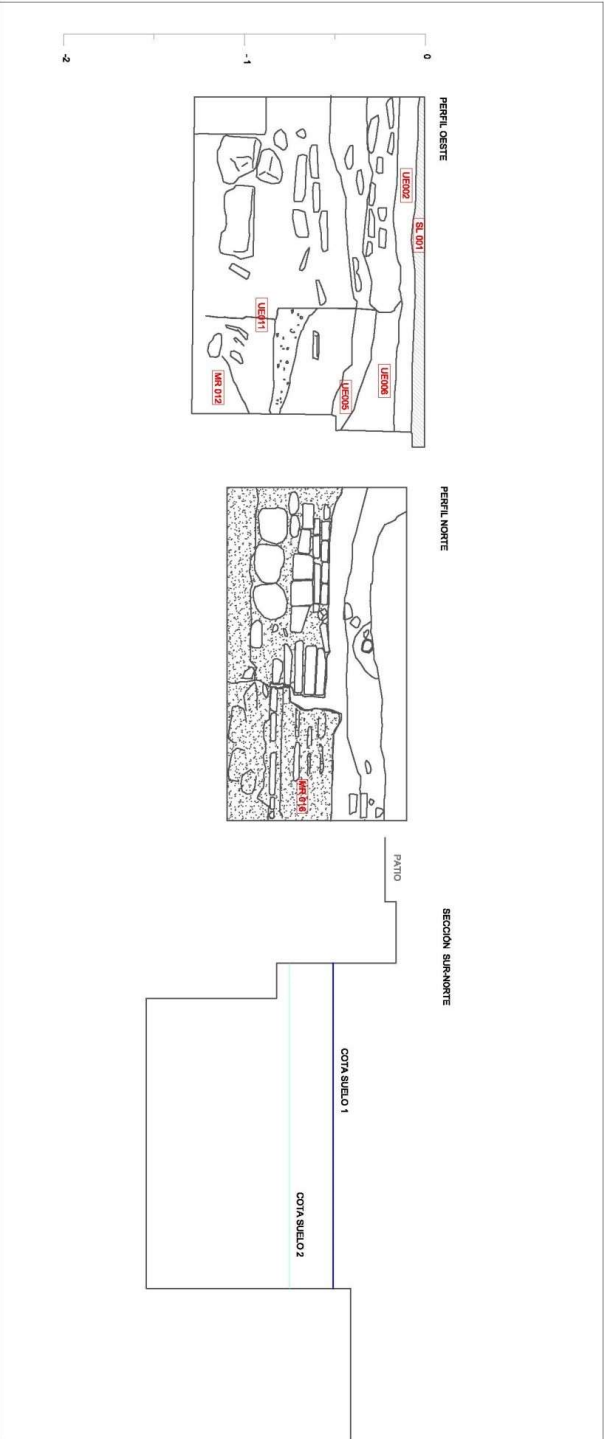 0
- 1
-2
PERFIL OESTE
SL 001
UE002
UE006
UE005
UE011
MR 012
PERFIL NORTE
MR 016
SECCIÓN SUR-NORTE
PATIO
COTA SUELO 1
COTA SUELO 2